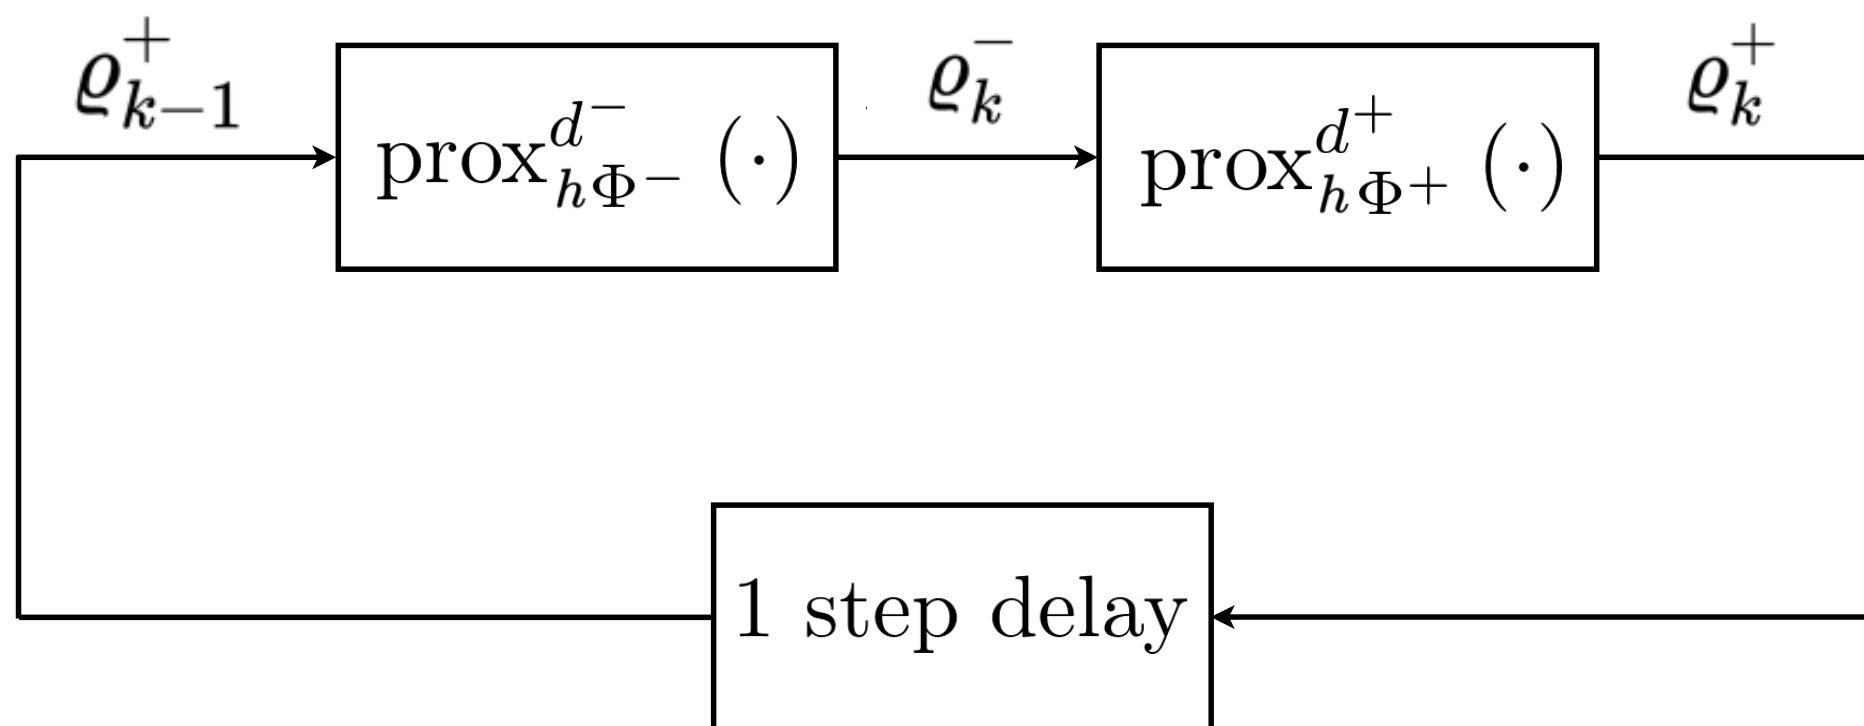 ϱ⁺ₖ₋₁ ϱ⁻ₖ ϱ⁺ₖ
prox^{d⁻}_{hΦ⁻} (·) prox^{d⁺}_{hΦ⁺} (·)
1 step delay